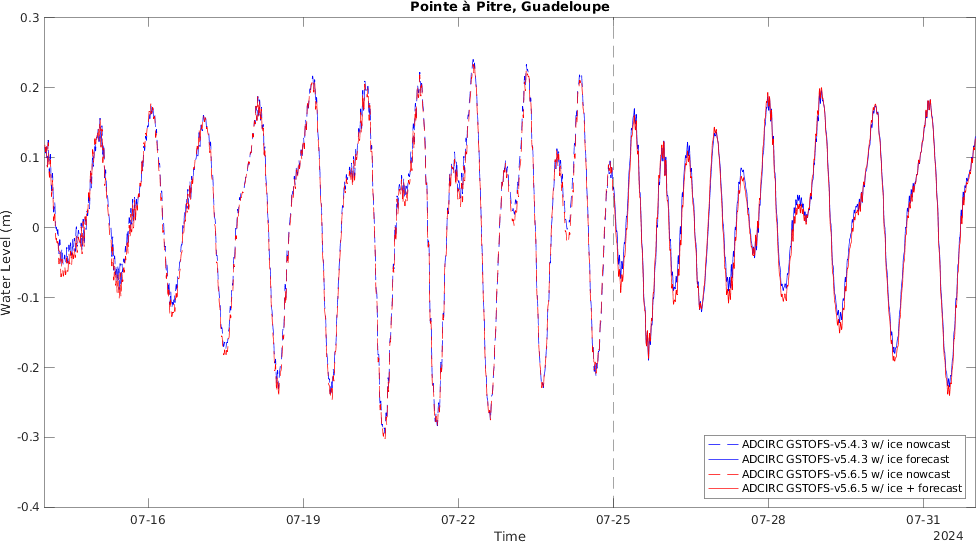 Pointe à Pitre, Guadeloupe
0.3
0.2
0.1
0
-0.1
-0.2
-0.3
-0.4
Water Level (m)
ADCIRC GSTOFS-v5.4.3 w/ ice nowcast
ADCIRC GSTOFS-v5.4.3 w/ ice forecast
ADCIRC GSTOFS-v5.6.5 w/ ice nowcast
ADCIRC GSTOFS-v5.6.5 w/ ice + forecast
07-16 07-19 07-22 07-25 07-28 07-31
Time
2024